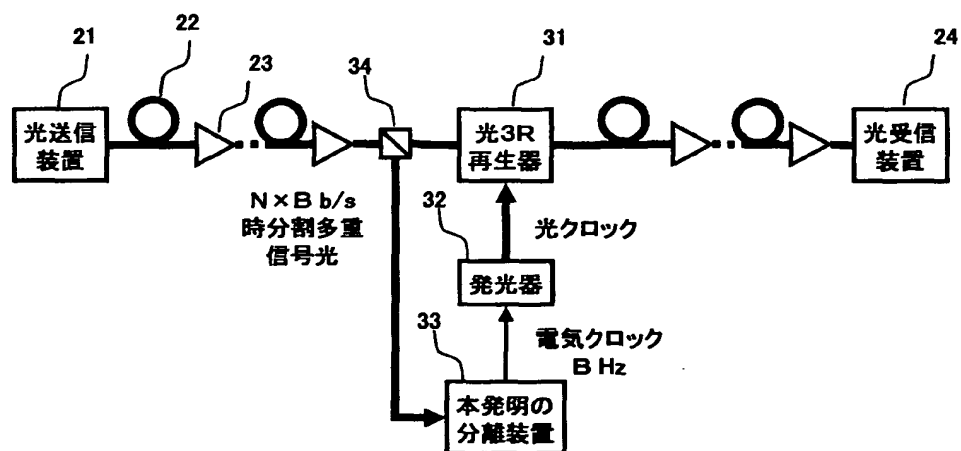 21
22
23
34
31
24
光送信
装置
光3R
再生器
光受信
装置
N×B b/s
時分割多重
信号光
32
光クロック
発光器
33
電気クロック
B Hz
本発明の
分離装置